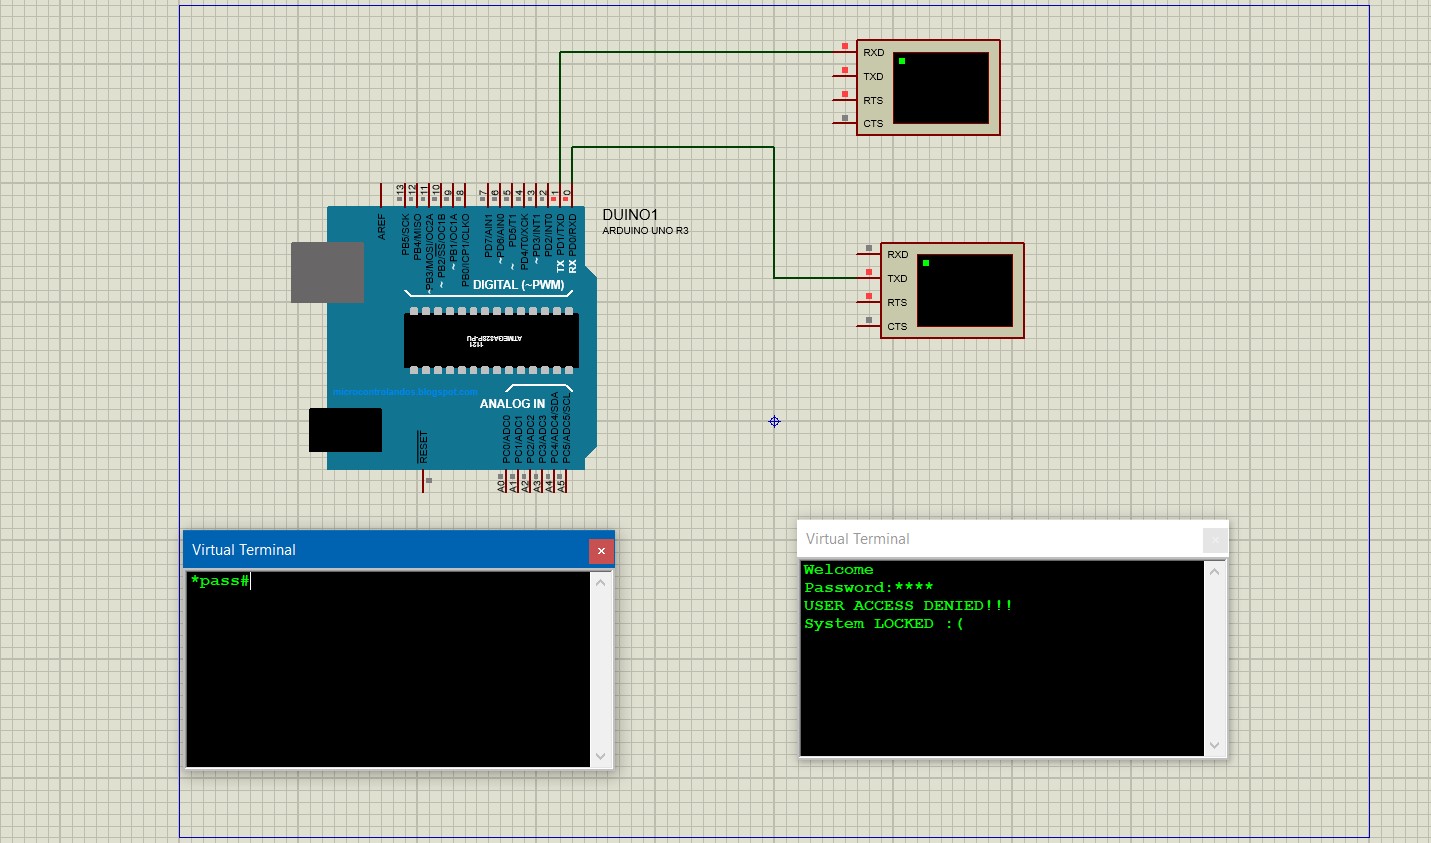 RXD
TXD
RTS
CTS
13
12
11
10
9
8
7
6
5
4
3
2
1
0
AREF
PB5/SCK
PB4/MISO
~PB3/MOSI/OC2A
~PB2/SS/OC1B
~PB1/OC1A
PB0/ICP1/CLKO
PD7/AIN1
~PD6/AIN0
~PD5/T1
PD4/T0/XCK
~PD3/INT1
PD2/INT0
TX PD1/TXD
RX PD0/RXD
DUINO1
ARDUINO UNO R3
DIGITAL (~PWM)
RXD
TXD
RTS
CTS
ATMEGA328P-PU
1121
microcontrolandos.blogspot.com
ANALOG IN
RESET
PC0/ADC0
PC1/ADC1
PC2/ADC2
PC3/ADC3
PC4/ADC4/SDA
PC5/ADC5/SCL
A0
A1
A2
A3
A4
A5
Virtual Terminal
*pass#
Virtual Terminal
Welcome
Password:****
USER ACCESS DENIED!!!
System LOCKED :(